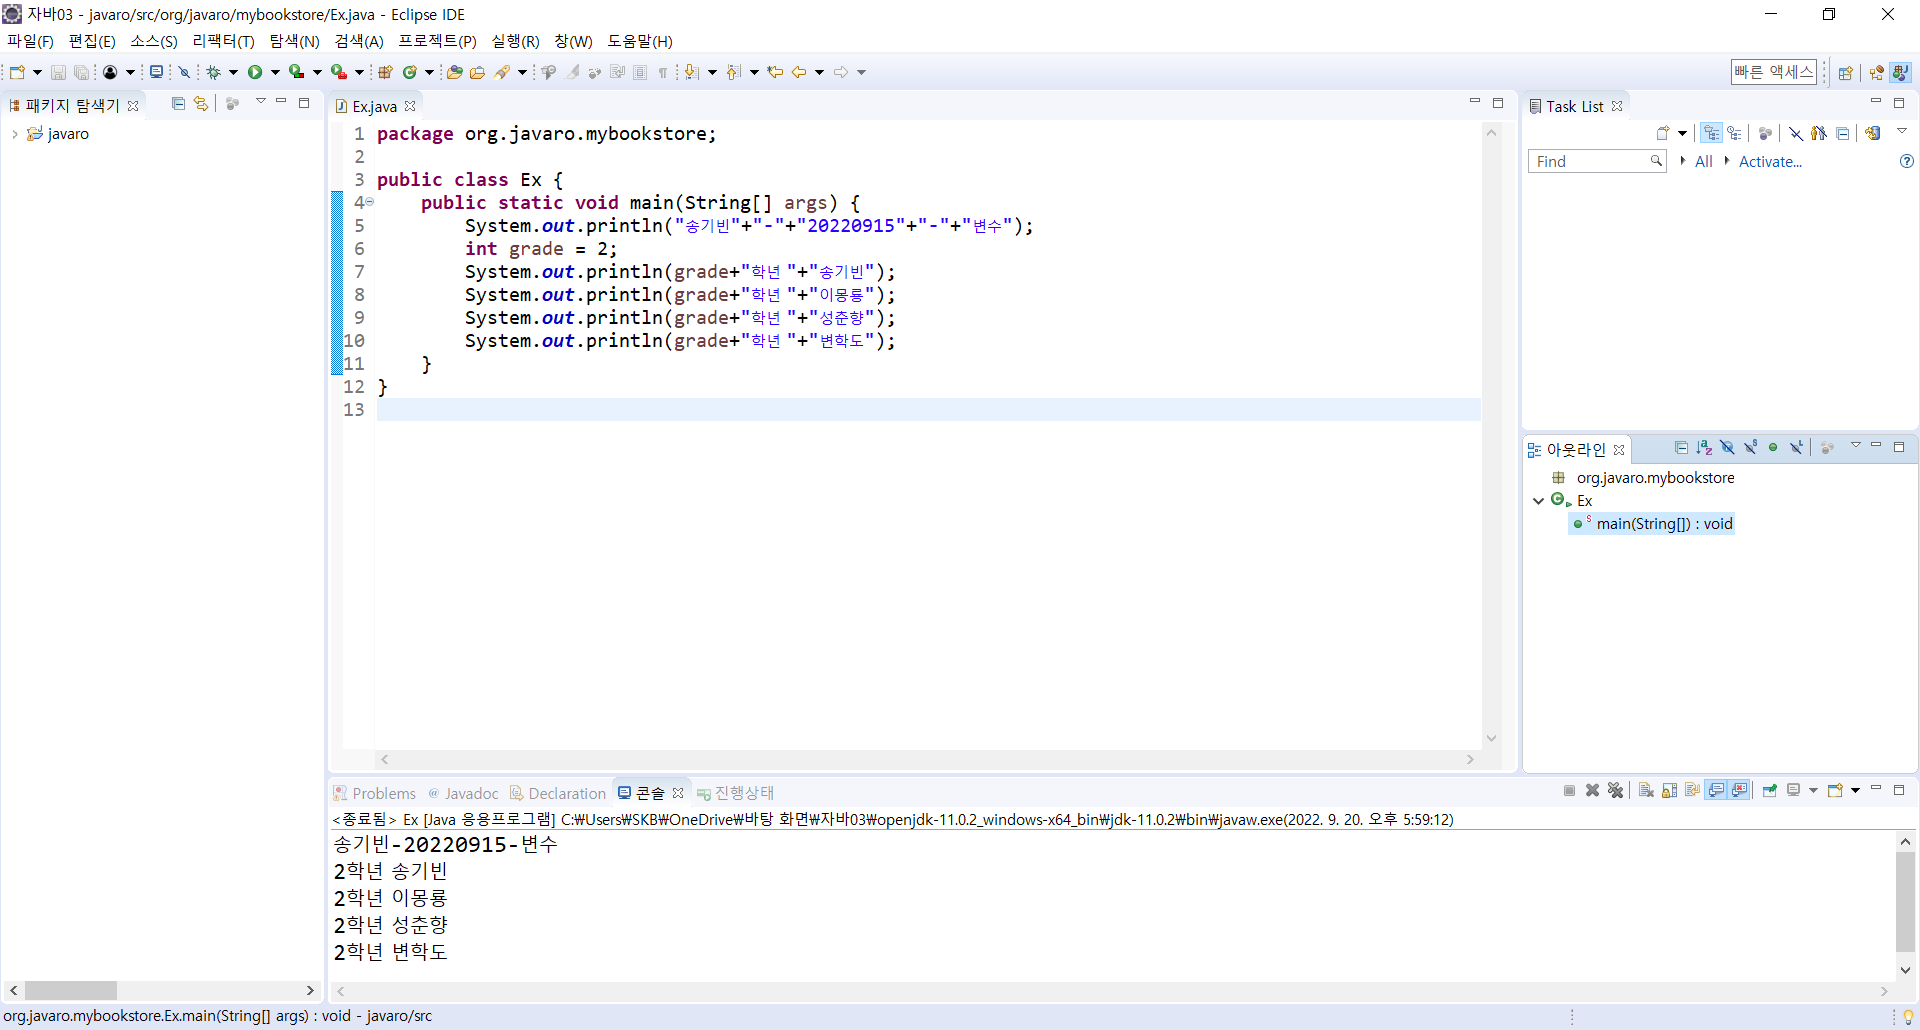 자바03 - javaro/src/org/javaro/mybookstore/Ex.java - Eclipse IDE
파일(F) 편집(E) 소스(S) 리팩터(T) 탐색(N) 검색(A) 프로젝트(P) 실행(R) 창(W) 도움말(H)
빠른 액세스
패키지 탐색기
javaro
Ex.java
1 package org.javaro.mybookstore;
2
3 public class Ex {
4     public static void main(String[] args) {
5         System.out.println("송기빈"+"-"+"20220915"+"-"+"변수");
6         int grade = 2;
7         System.out.println(grade+"학년 "+"송기빈");
8         System.out.println(grade+"학년 "+"이몽룡");
9         System.out.println(grade+"학년 "+"성춘향");
10         System.out.println(grade+"학년 "+"변학도");
11     }
12 }
13
Task List
Find All Activate...
아웃라인
org.javaro.mybookstore
Ex
main(String[]) : void
Problems @ Javadoc Declaration 콘솔 진행상태
<종료됨> Ex [Java 응용프로그램] C:₩Users₩SKB₩OneDrive₩바탕 화면₩자바03₩openjdk-11.0.2_windows-x64_bin₩jdk-11.0.2₩bin₩javaw.exe(2022. 9. 20. 오후 5:59:12)
송기빈-20220915-변수
2학년 송기빈
2학년 이몽룡
2학년 성춘향
2학년 변학도
org.javaro.mybookstore.Ex.main(String[] args) : void - javaro/src